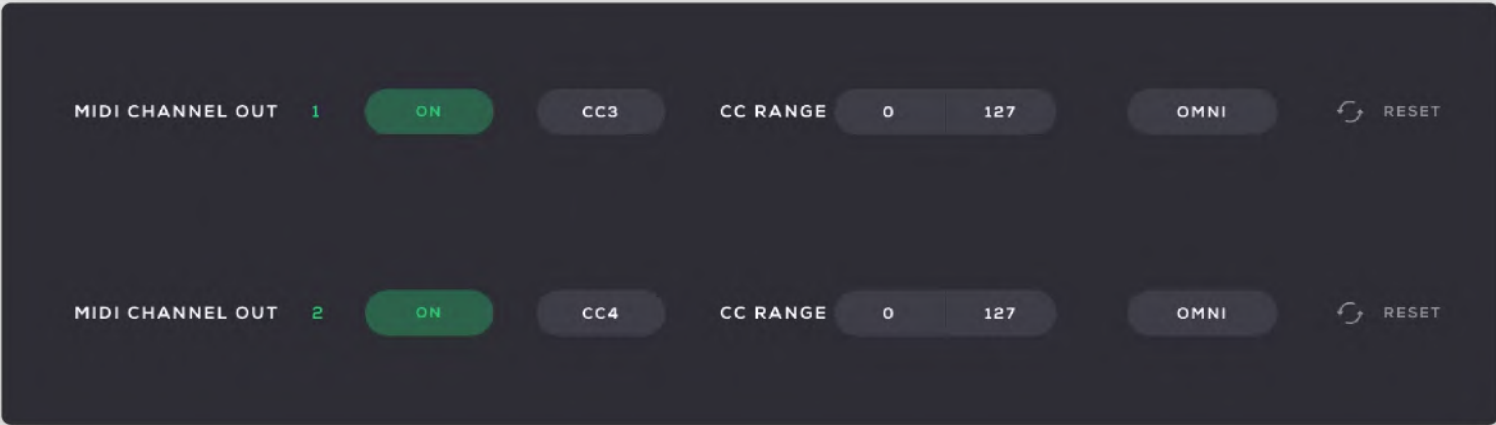 MIDI CHANNEL OUT 1 ON CC3 CC RANGE 0 127 OMNI RESET
MIDI CHANNEL OUT 2 ON CC4 CC RANGE 0 127 OMNI RESET